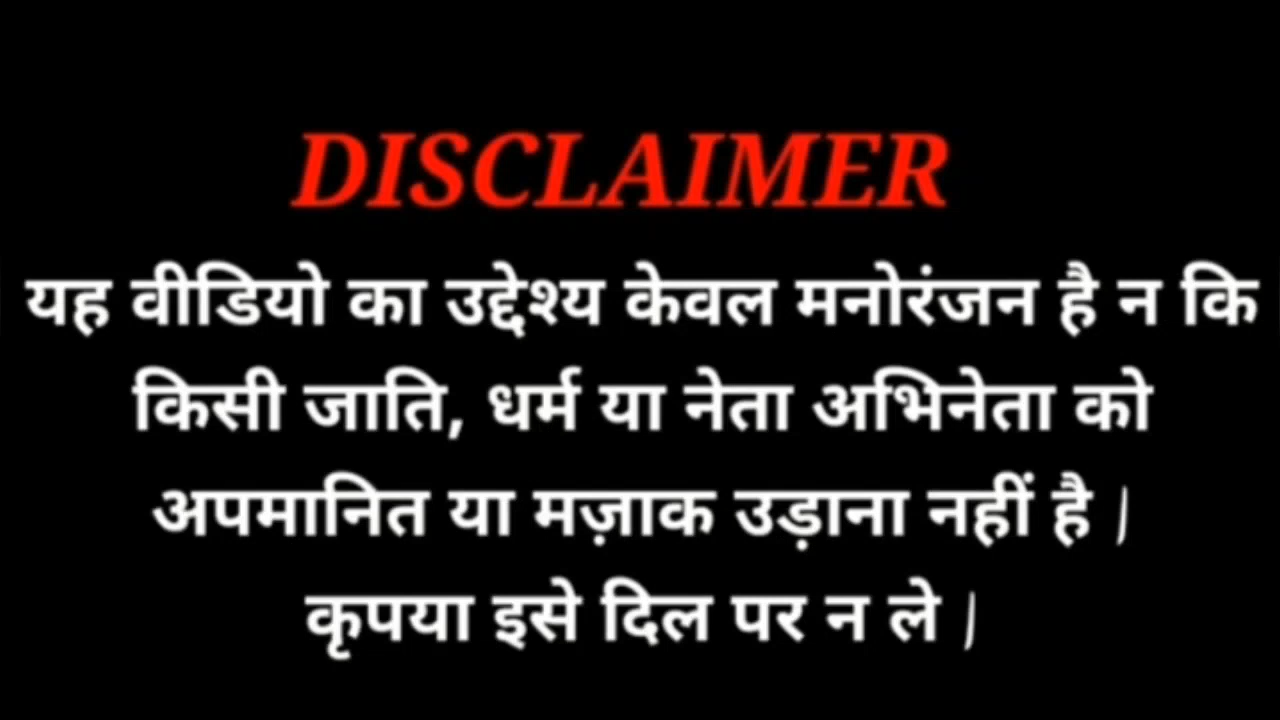 DISCLAIMER
यह वीडियो का उद्देश्य केवल मनोरंजन है न कि
किसी जाति, धर्म या नेता अभिनेता को
अपमानित या मज़ाक उड़ाना नहीं है |
कृपया इसे दिल पर न ले |